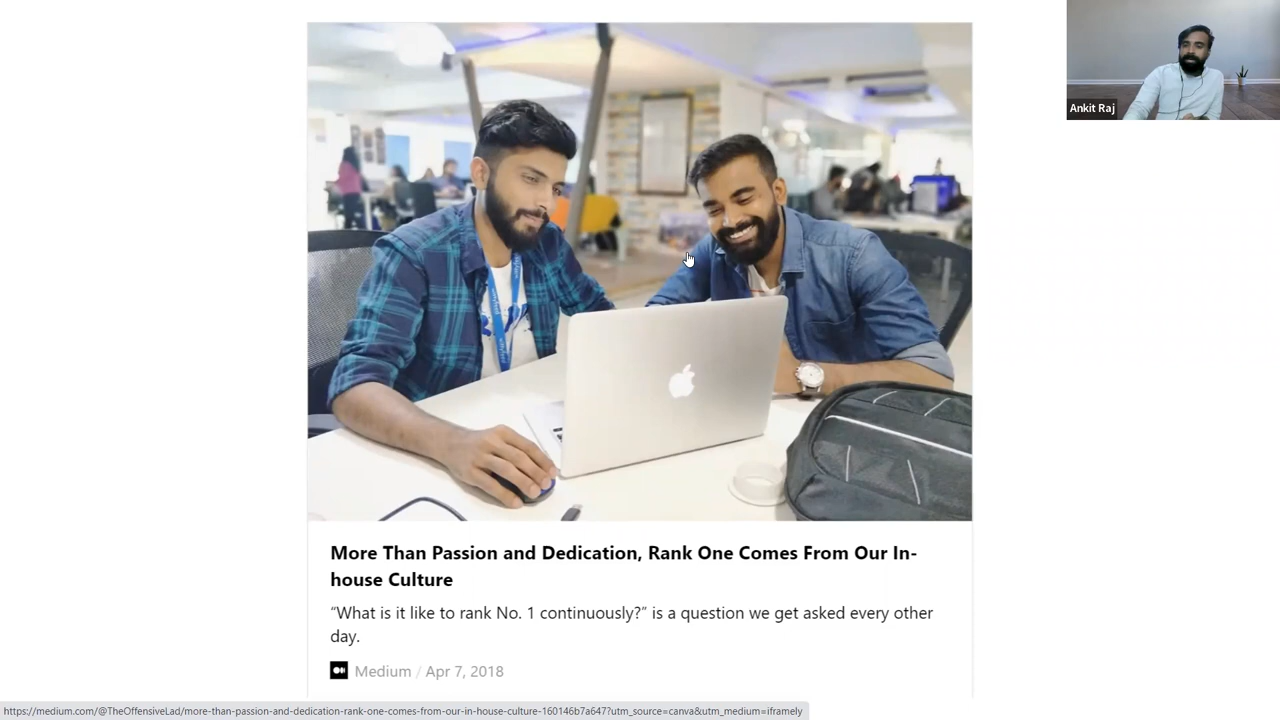 Ankit Raj
More Than Passion and Dedication, Rank One Comes From Our In-
house Culture
“What is it like to rank No. 1 continuously?” is a question we get asked every other
day.
Medium / Apr 7, 2018
https://medium.com/@TheOffensiveLad/more-than-passion-and-dedication-rank-one-comes-from-our-in-house-culture-160146b7a647?utm_source=canva&utm_medium=iframely